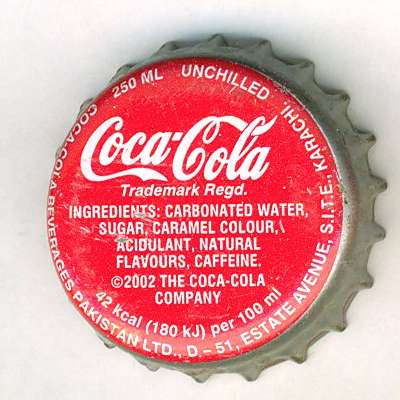 250 ML UNCHILLED
Coca-Cola
Trademark Regd.
INGREDIENTS: CARBONATED WATER,
SUGAR, CARAMEL COLOUR,
ACIDULANT, NATURAL
FLAVOURS, CAFFEINE.
©2002 THE COCA-COLA
COMPANY
42 kcal (180 kJ) per 100 ml
COCA-COLA BEVERAGES PAKISTAN LTD., D – 51, ESTATE AVENUE, S.I.T.E., KARACHI.